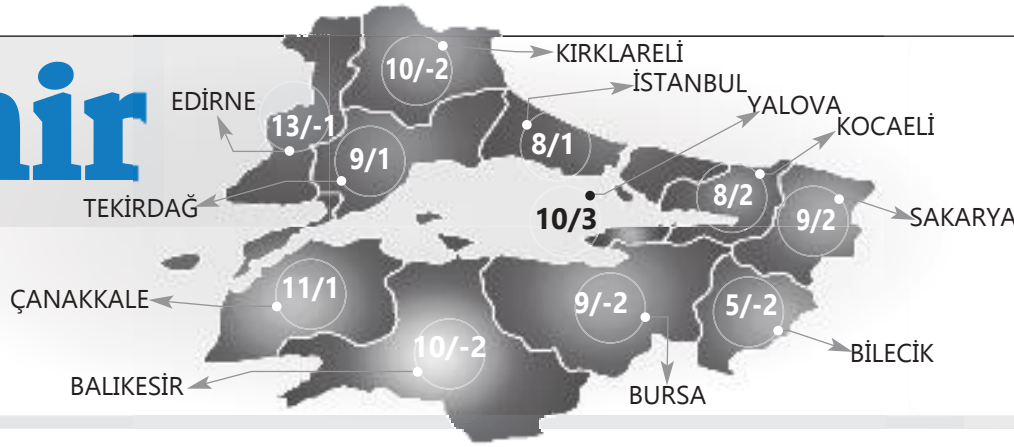 KIRKLARELİ
10/-2
İSTANBUL
8/1
EDİRNE
13/-1
YALOVA
10/3
KOCAELİ
8/2
9/1
TEKİRDAĞ
SAKARYA
9/2
ÇANAKKALE
11/1
9/-2
BURSA
5/-2
BİLECİK
10/-2
BALIKESİR